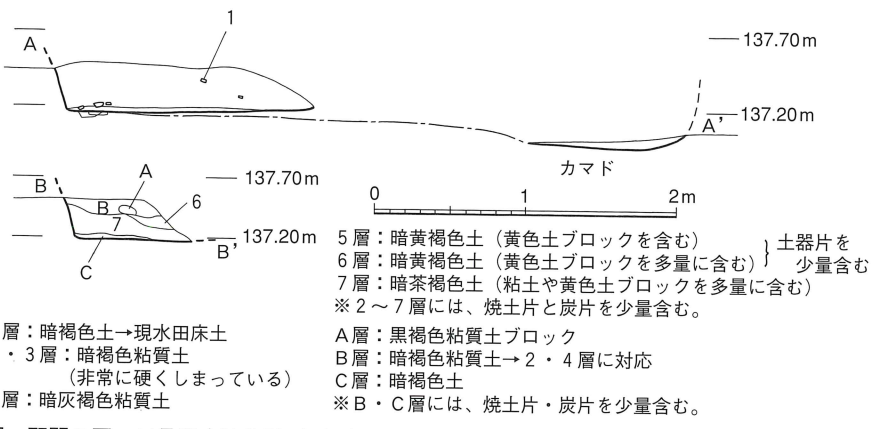 1
A
137.70m
137.20m
A’
カマド
A
B
137.70m
B
6
7
B’
137.20m
C
0
1
2m
5層：暗黄褐色土（黄色土ブロックを含む）
6層：暗黄褐色土（黄色土ブロックを多量に含む）
土器片を
少量含む
7層：暗茶褐色土（粘土や黄色土ブロックを多量に含む）
※2～7層には、焼土片と炭片を少量含む。
層：暗褐色土→現水田床土
・3層：暗褐色粘質土
（非常に硬くしまっている）
層：暗灰褐色粘質土
A層：黒褐色粘質土ブロック
B層：暗褐色粘質土→2・4層に対応
C層：暗褐色土
※B・C層には、焼土片・炭片を少量含む。